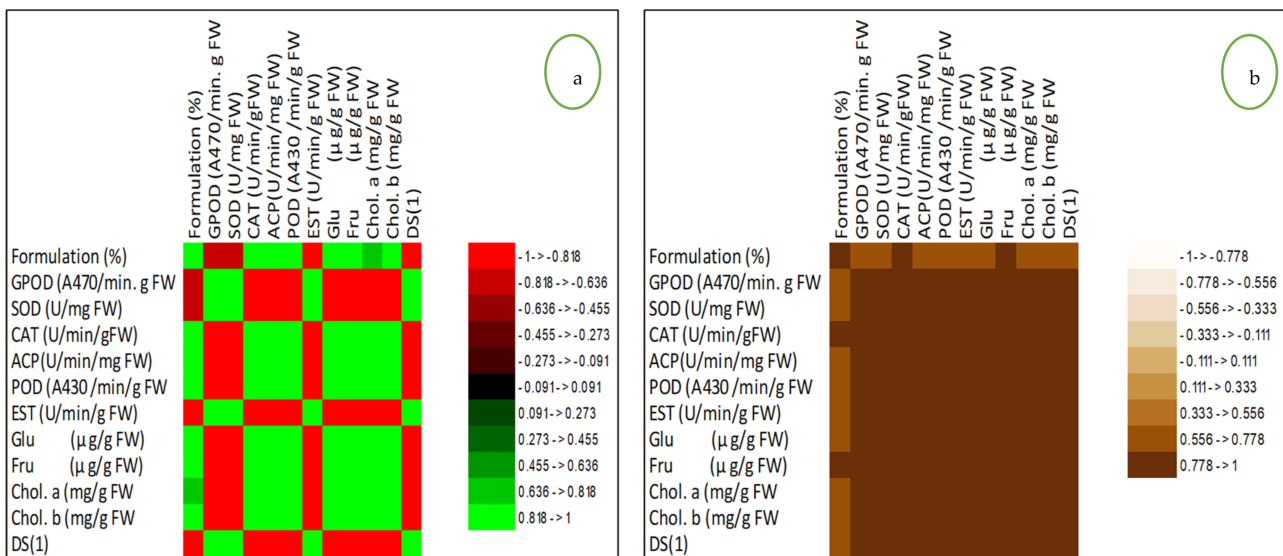 a
Formulation (%)
GPOD (A470/min. g FW
SOD (U/mg FW)
CAT (U/min/gFW)
ACP(U/min/mg FW)
POD (A430 /min/g FW
EST (U/min/g FW)
Glu (µ g/g FW)
Fru (µ g/g FW)
Chol. a (mg/g FW
Chol. b (mg/g FW
DS(1)
Formulation (%)
GPOD (A470/min. g FW
SOD (U/mg FW)
CAT (U/min/gFW)
ACP(U/min/mg FW)
POD (A430 /min/g FW
EST (U/min/g FW)
Glu (µ g/g FW)
Fru (µ g/g FW)
Chol. a (mg/g FW
Chol. b (mg/g FW
DS(1)
-1-> -0.818
-0.818->-0.636
-0.636->-0.455
-0.455->-0.273
-0.273->-0.091
-0.091->0.091
0.091->0.273
0.273->0.455
0.455->0.636
0.636->0.818
0.818->1
b
Formulation (%)
GPOD (A470/min. g FW
SOD (U/mg FW)
CAT (U/min/gFW)
ACP(U/min/mg FW)
POD (A430 /min/g FW
EST (U/min/g FW)
Glu (µ g/g FW)
Fru (µ g/g FW)
Chol. a (mg/g FW
Chol. b (mg/g FW
DS(1)
Formulation (%)
GPOD (A470/min. g FW
SOD (U/mg FW)
CAT (U/min/gFW)
ACP(U/min/mg FW)
POD (A430 /min/g FW
EST (U/min/g FW)
Glu (µ g/g FW)
Fru (µ g/g FW)
Chol. a (mg/g FW
Chol. b (mg/g FW
DS(1)
-1-> -0.778
-0.778->-0.556
-0.556->-0.333
-0.333->-0.111
-0.111->0.111
0.111->0.333
0.333->0.556
0.556->0.778
0.778->1